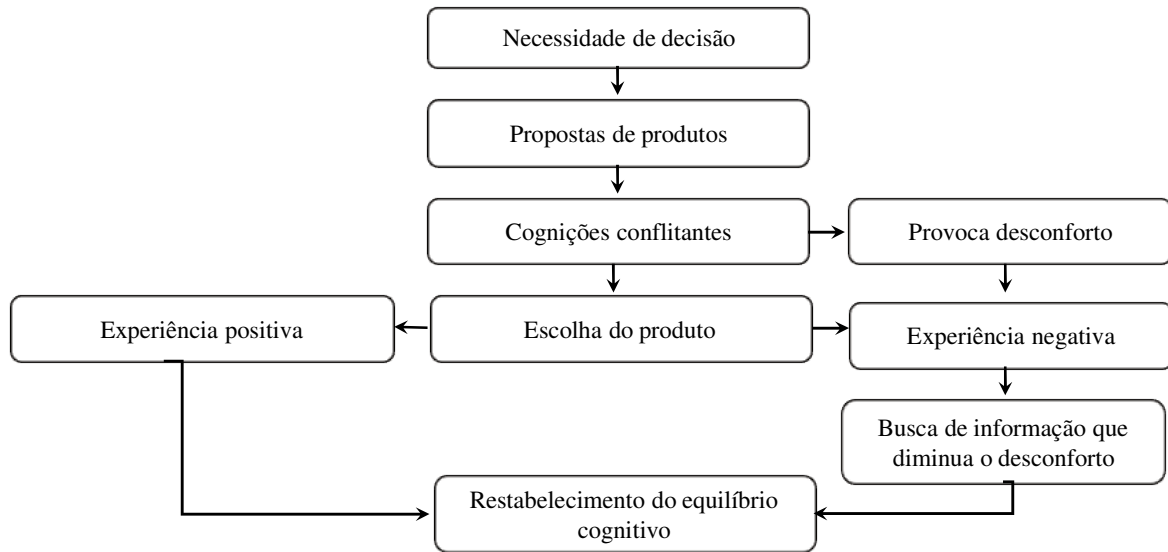 Necessidade de decisão
Propostas de produtos
Cognições conflitantes
Provoca desconforto
Experiência positiva
Escolha do produto
Experiência negativa
Busca de informação que
diminua o desconforto
Restabelecimento do equilíbrio
cognitivo